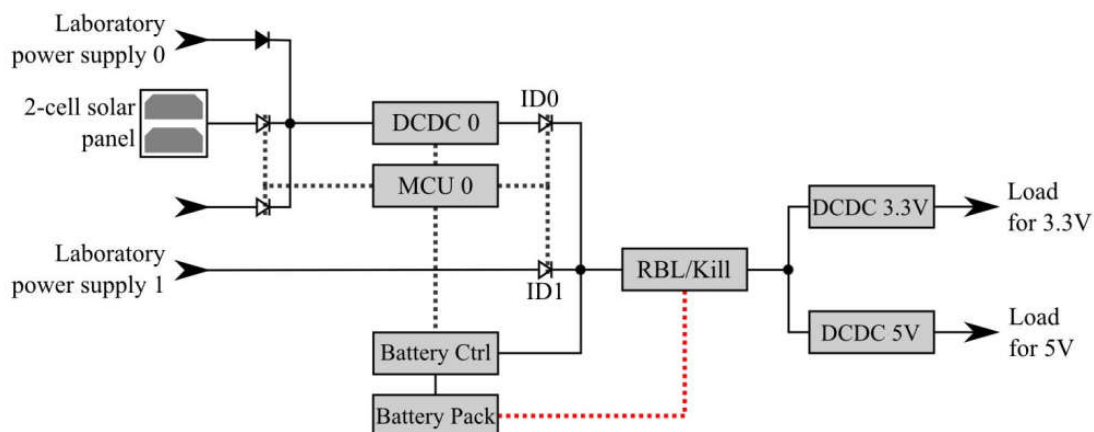 Laboratory
power supply 0
2-cell solar
panel
DCDC 0
ID0
MCU 0
Laboratory
power supply 1
ID1
RBL/Kill
DCDC 3.3V
Load
for 3.3V
DCDC 5V
Load
for 5V
Battery Ctrl
Battery Pack